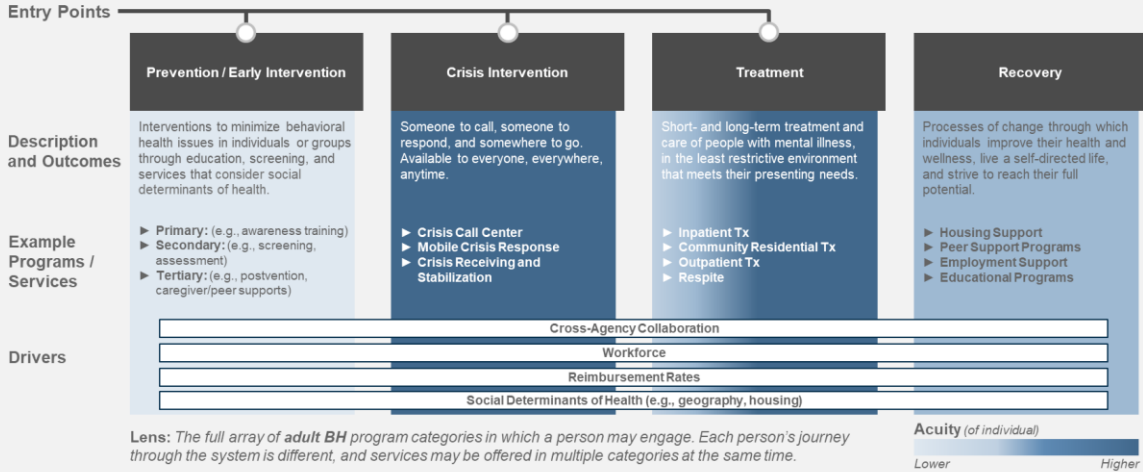 Entry Points
Prevention / Early Intervention
Crisis Intervention
Treatment
Recovery
Description
and Outcomes
Interventions to minimize behavioral
health issues in individuals or groups
through education, screening, and
services that consider social
determinants of health.
Someone to call, someone to
respond, and somewhere to go.
Available to everyone, everywhere,
anytime.
Short- and long-term treatment and
care of people with mental illness,
in the least restrictive environment
that meets their presenting needs.
Processes of change through which
individuals improve their health and
wellness, live a self-directed life,
and strive to reach their full
potential.
Example
Programs /
Services
► Primary: (e.g., awareness training)
► Secondary: (e.g., screening,
assessment)
► Tertiary: (e.g., postvention,
caregiver/peer supports)
► Crisis Call Center
► Mobile Crisis Response
► Crisis Receiving and
Stabilization
► Inpatient Tx
► Community Residential Tx
► Outpatient Tx
► Respite
► Housing Support
► Peer Support Programs
► Employment Support
► Educational Programs
Drivers
Cross-Agency Collaboration
Workforce
Reimbursement Rates
Social Determinants of Health (e.g., geography, housing)
Lens: The full array of adult BH program categories in which a person may engage. Each person's journey
through the system is different, and services may be offered in multiple categories at the same time.
Acuity (of individual)
Lower Higher